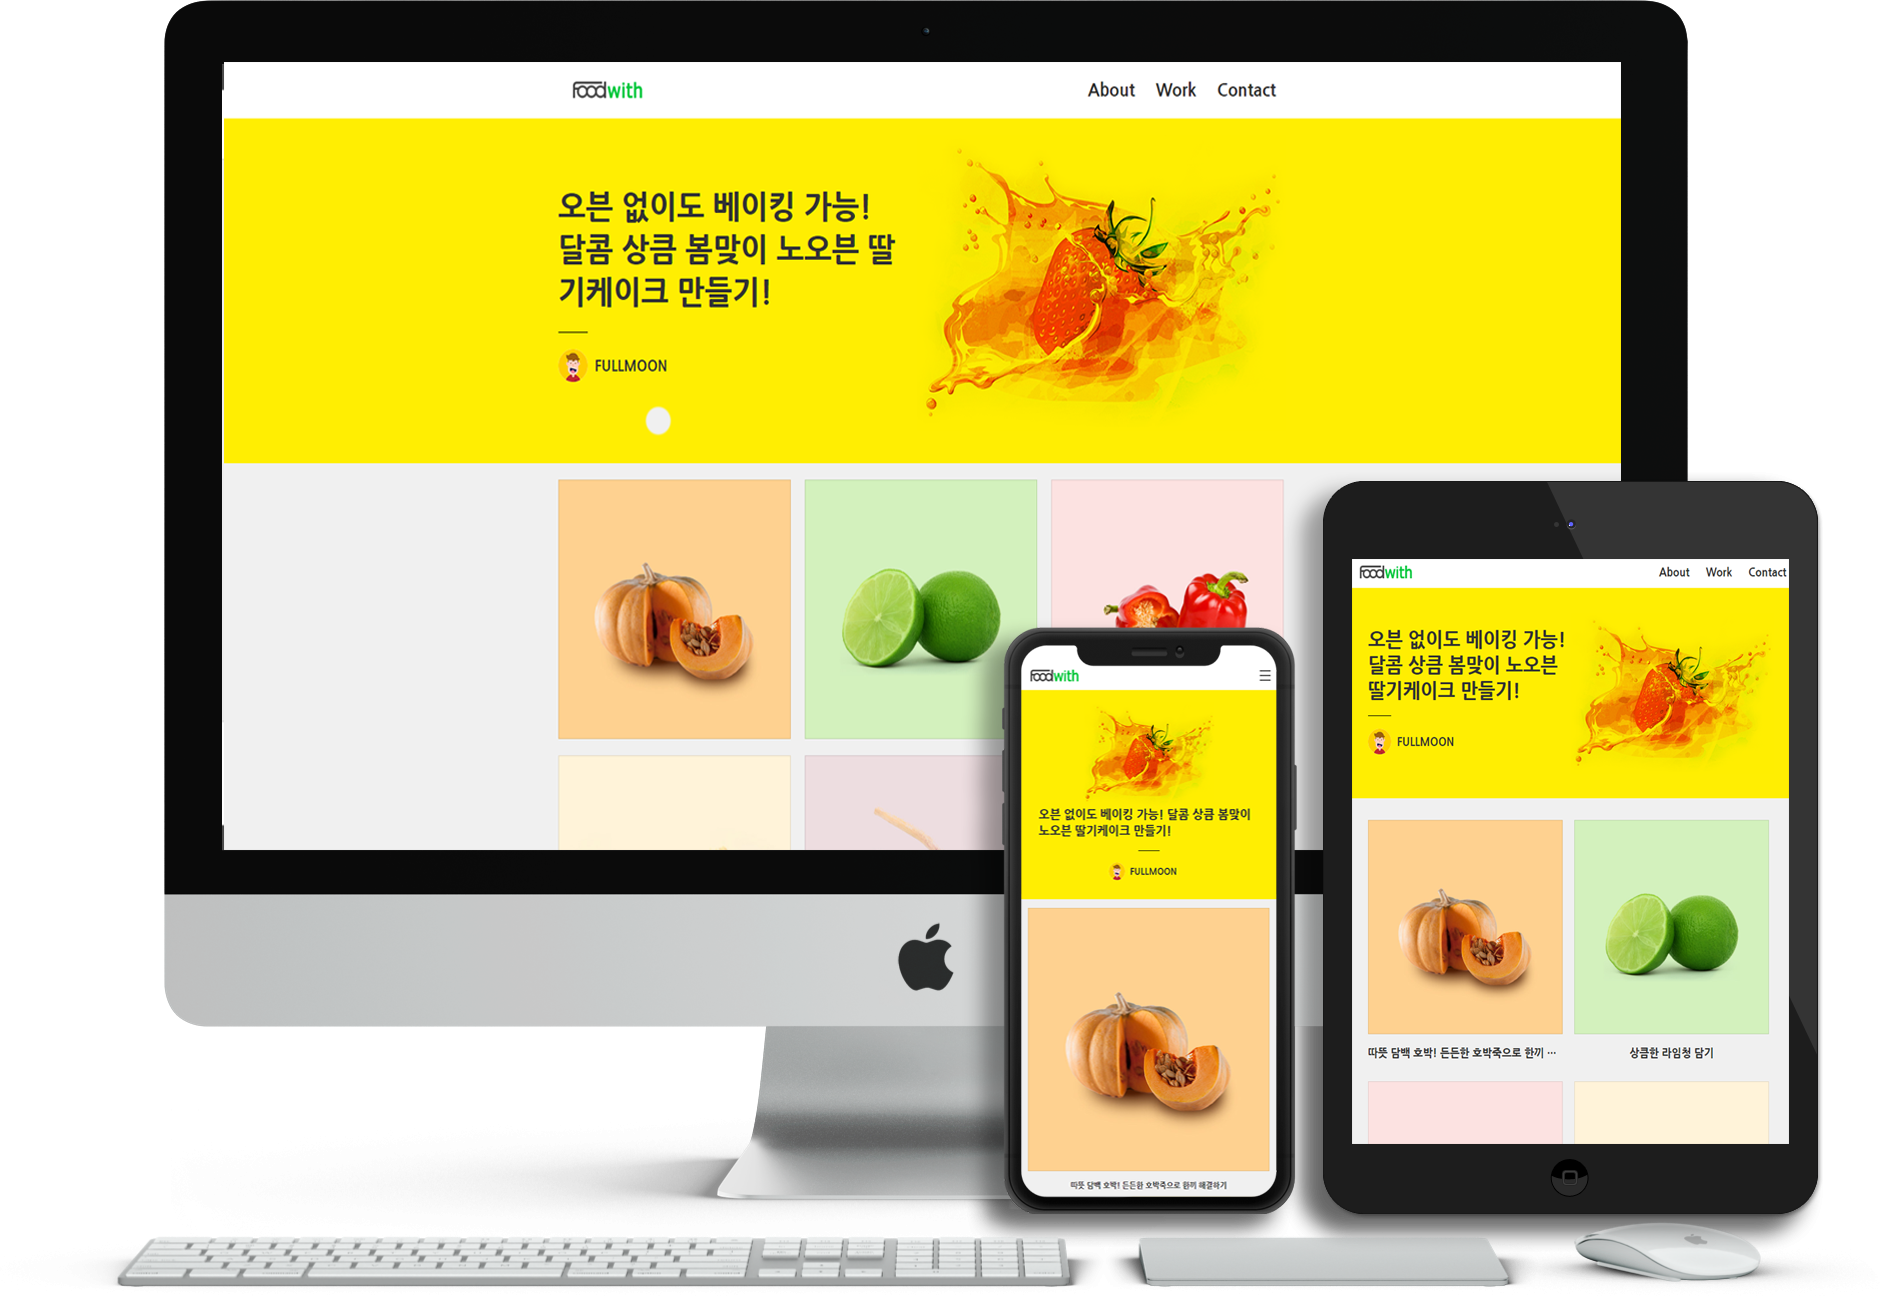 Foodwith
About Work Contact
오븐 없이도 베이킹 가능!
달콤 상큼 봄맞이 노오븐 딸
기케이크 만들기!
FULLMOON
Foodwith
오븐 없이도 베이킹 가능! 달콤 상큼 봄맞이
노오븐 딸기케이크 만들기!
FULLMOON
따뜻 담백 호박! 든든한 호박죽으로 한끼 해결하기
Foodwith
About Work Contact
오븐 없이도 베이킹 가능!
달콤 상큼 봄맞이 노오븐
딸기케이크 만들기!
FULLMOON
따뜻 담백 호박! 든든한 호박죽으로 한끼 ···
상큼한 라임청 담기